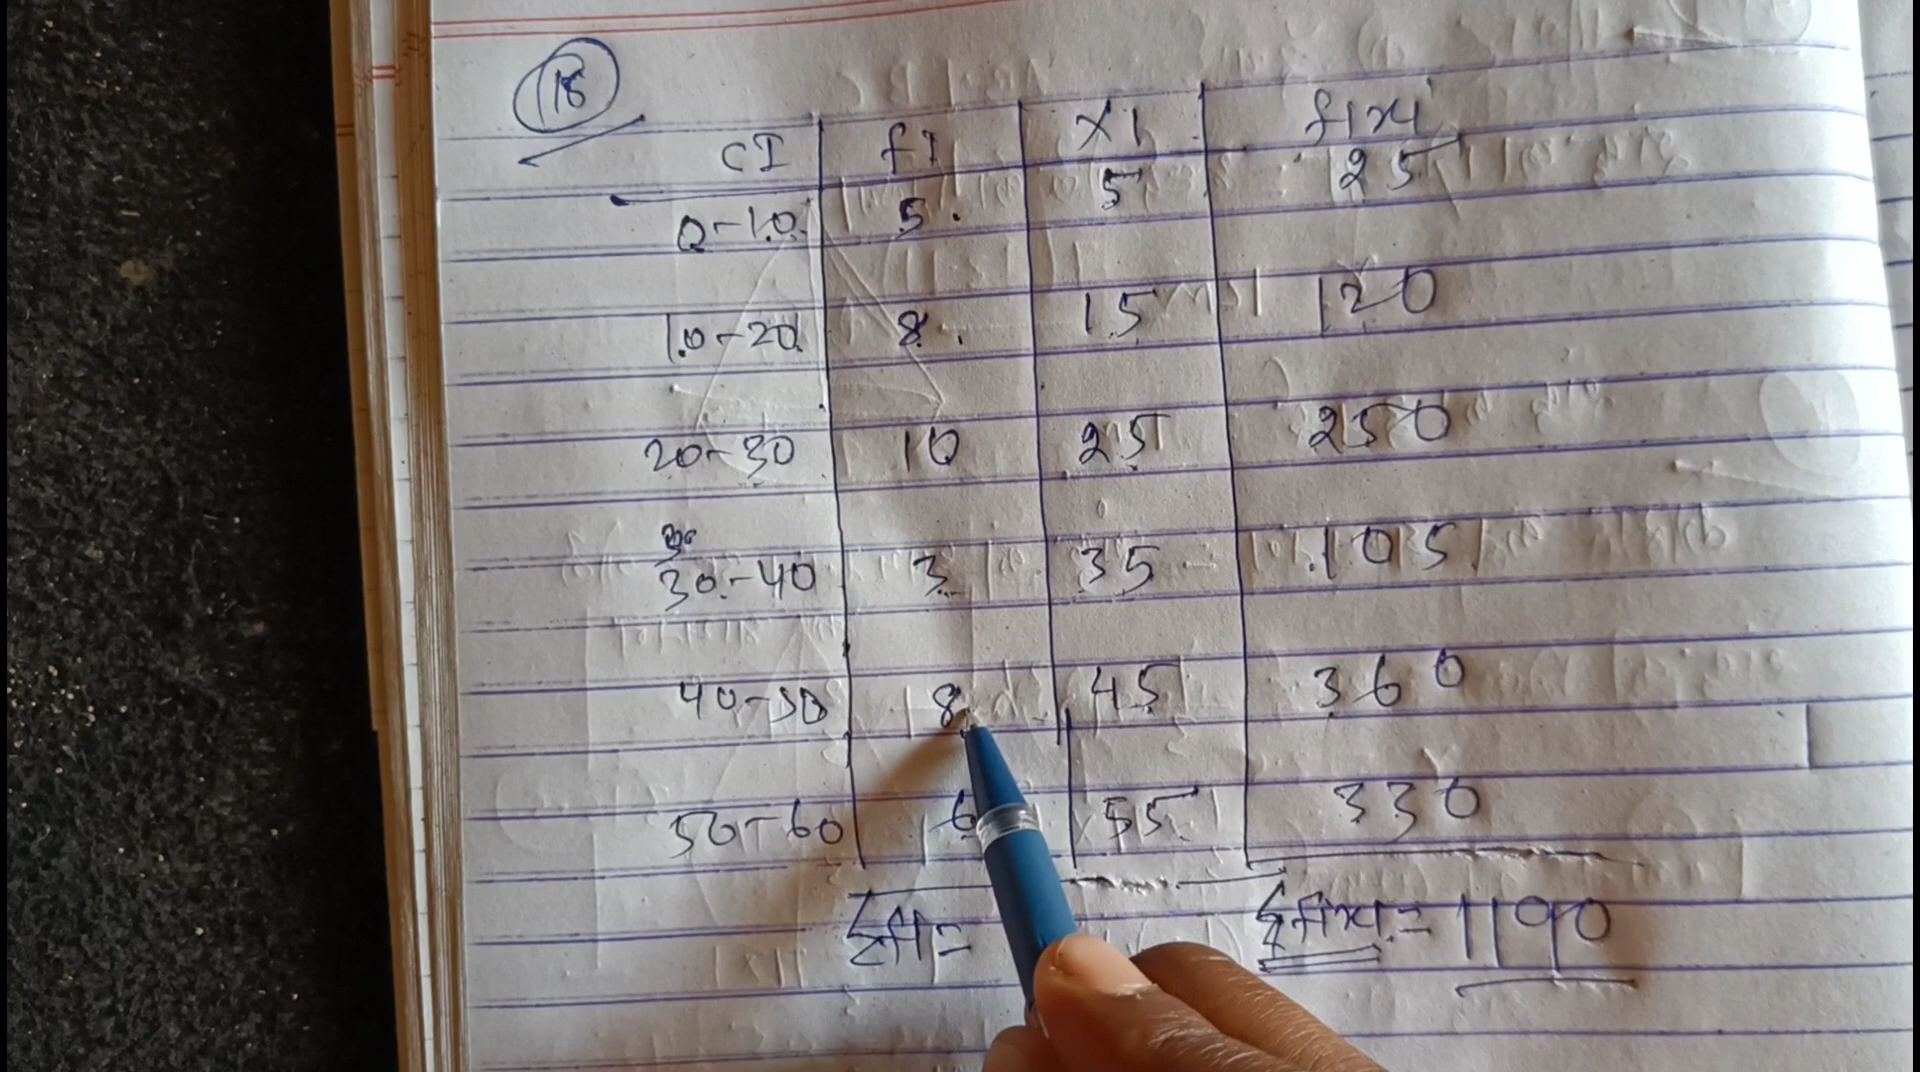 18
CI fi xi fixi
0-10 5 5 25
10-20 8 15 120
20-30 10 25 250
30
30-40 3 35 105
40-50 8 45 360
50-60 6 55 330
Σfi= Σfixi= 1190